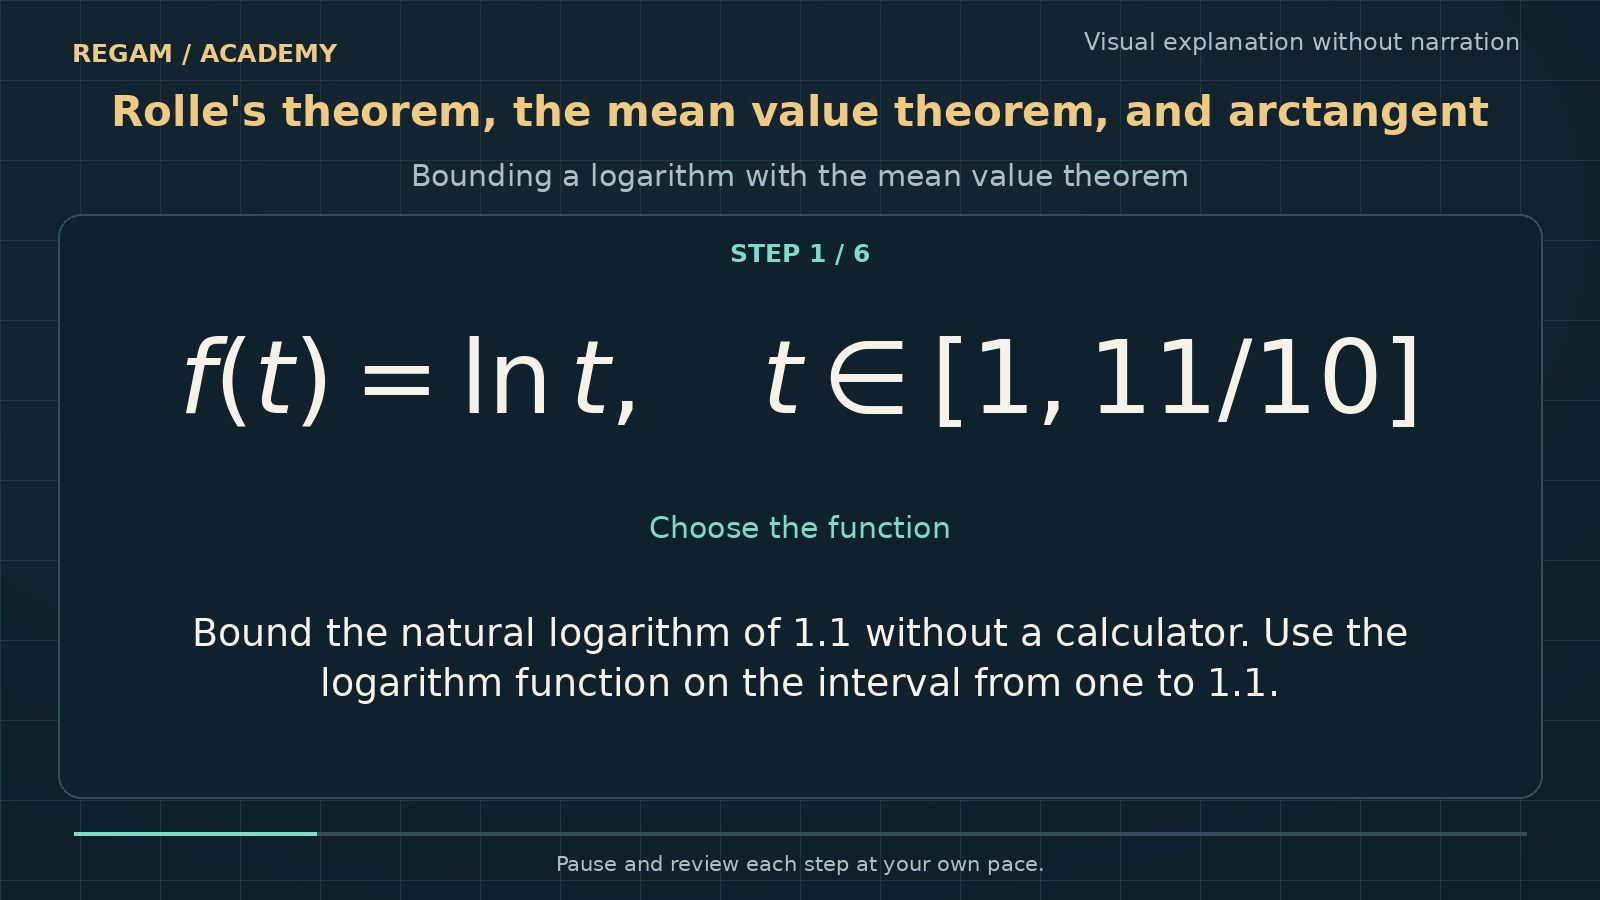 REGAM / ACADEMY
Visual explanation without narration
Rolle's theorem, the mean value theorem, and arctangent
Bounding a logarithm with the mean value theorem
STEP 1 / 6
f(t) = ln t, t ∈ [1, 11/10]
Choose the function
Bound the natural logarithm of 1.1 without a calculator. Use the
logarithm function on the interval from one to 1.1.
Pause and review each step at your own pace.